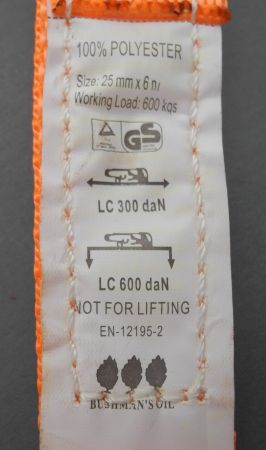 100% POLYESTER
Size: 25 mm x 6 m
Working Load: 600 kqs
GS
LC 300 daN
LC 600 daN
NOT FOR LIFTING
EN-12195-2
BUSHMAN'S OIL